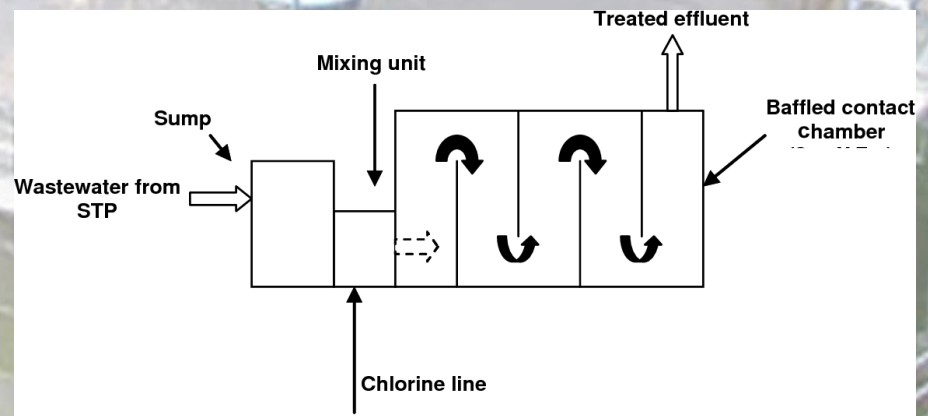 Treated effluent
Mixing unit
Baffled contact
chamber
Sump
Wastewater from
STP
Chlorine line